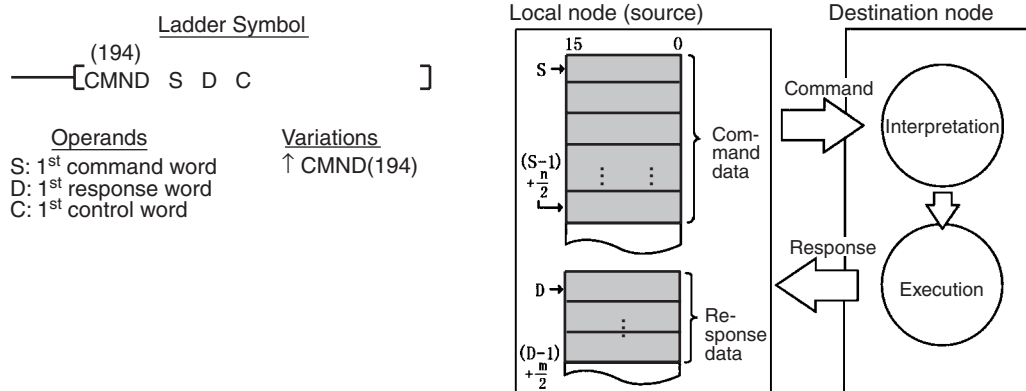 Ladder Symbol
(194)
CMND S D C
Operands
S: 1st command word
D: 1st response word
C: 1st control word
Variations
↑ CMND(194)
Local node (source)
15 0
S
(S−1)
+n/2
Com-
mand
data
D
(D−1)
+m/2
Re-
sponse
data
Command
Response
Destination node
Interpretation
Execution